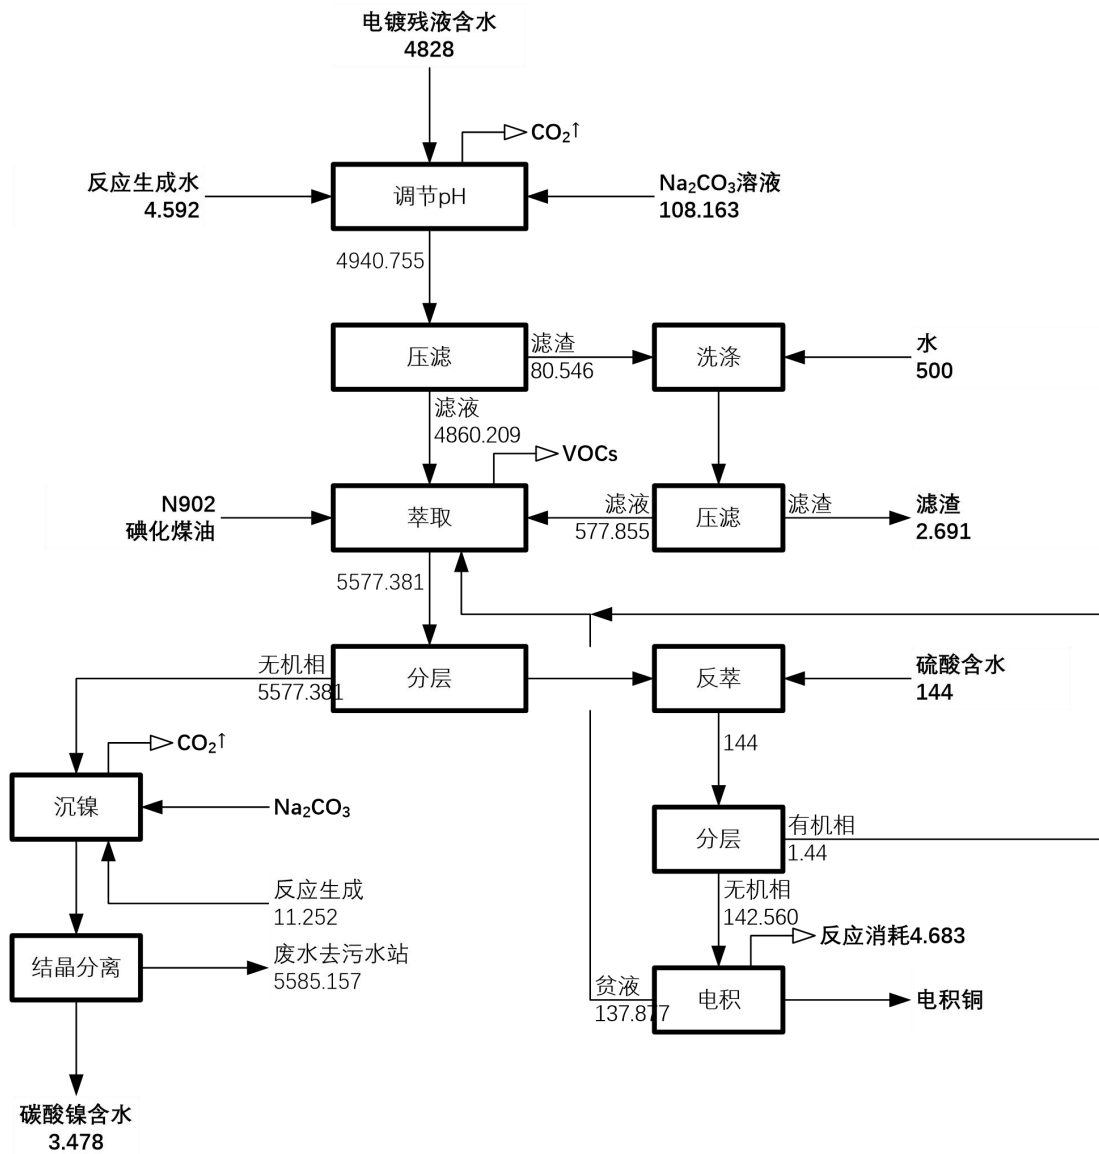 电镀残液含水
4828
CO₂↑
反应生成水
4.592
调节pH
Na₂CO₃溶液
108.163
4940.755
压滤
滤渣
80.546
洗涤
水
500
滤液
4860.209
VOCs
N902
碘化煤油
萃取
滤液
577.855
压滤
滤渣
滤渣
2.691
5577.381
无机相
5577.381
分层
反萃
硫酸含水
144
CO₂↑
144
沉镍
Na₂CO₃
分层
有机相
1.44
反应生成
11.252
无机相
142.560
反应消耗4.683
结晶分离
废水去污水站
5585.157
贫液
137.877
电积
电积铜
碳酸镍含水
3.478